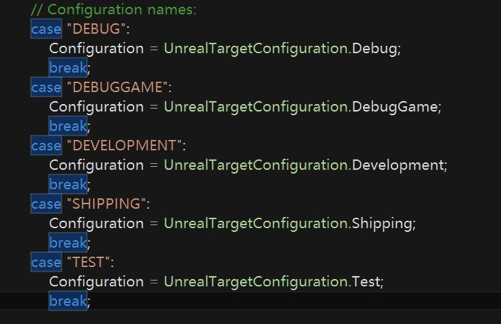 // Configuration names:
case "DEBUG":
Configuration = UnrealTargetConfiguration.Debug;
break;
case "DEBUGGAME":
Configuration = UnrealTargetConfiguration.DebugGame;
break;
case "DEVELOPMENT":
Configuration = UnrealTargetConfiguration.Development;
break;
case "SHIPPING":
Configuration = UnrealTargetConfiguration.Shipping;
break;
case "TEST":
Configuration = UnrealTargetConfiguration.Test;
break;